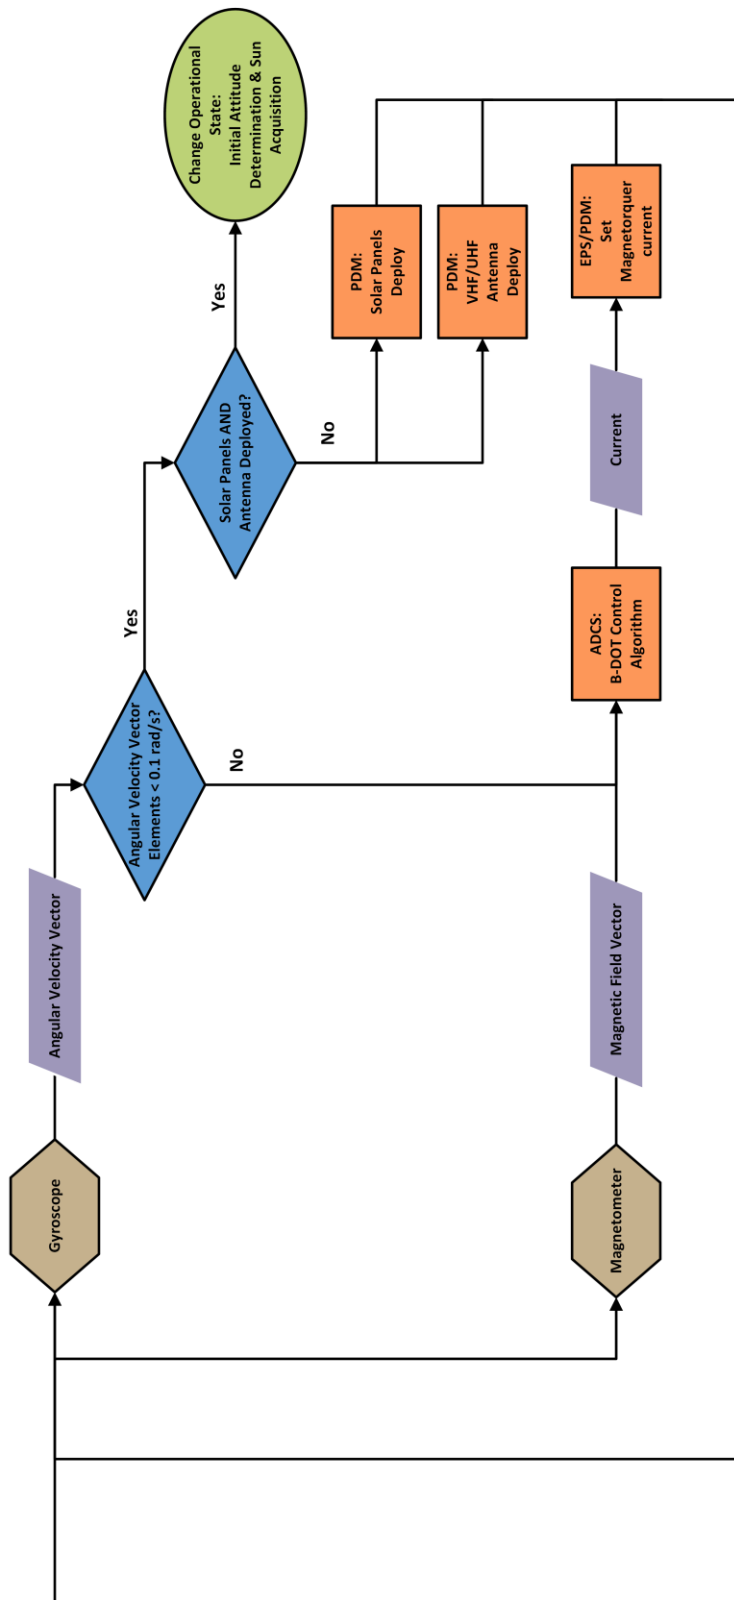 Gyroscope
Angular Velocity Vector
Angular Velocity Vector
Elements < 0.1 rad/s?
Yes
No
Solar Panels AND
Antenna Deployed?
Yes
No
Change Operational
State:
Initial Attitude
Determination & Sun
Acquisition
PDM:
Solar Panels
Deploy
PDM:
VHF/UHF
Antenna
Deploy
Magnetometer
Magnetic Field Vector
ADCS:
B-DOT Control
Algorithm
Current
EPS/PDM:
Set
Magnetorquer
current